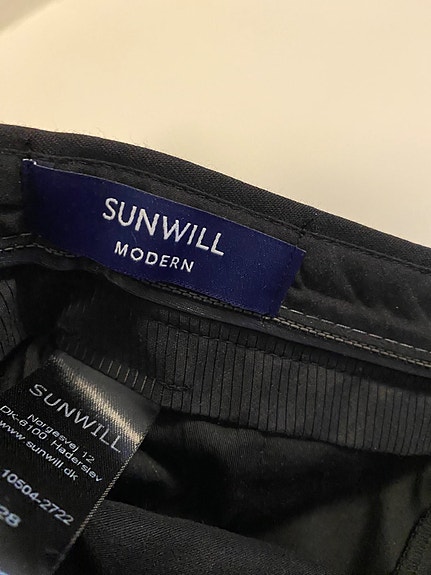 SUNWILL
MODERN
SUNWILL
Norgesvej 12
DK-6100 Haderslev
www.sunwill.dk
10504-2722
28